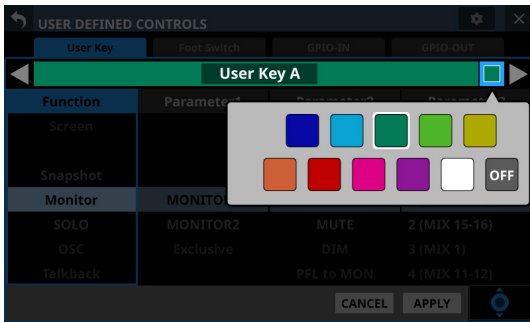 USER DEFINED CONTROLS
User Key Foot Switch GPIO-IN GPIO-OUT
User Key A
Function
Screen
Snapshot
Monitor
SOLO MONITOR2 MUTE 2 (MIX 15-16)
OSC Exclusive DIM 3 (MIX 1)
Talkback PFL to MON 4 (MIX 11-12)
OFF
CANCEL APPLY